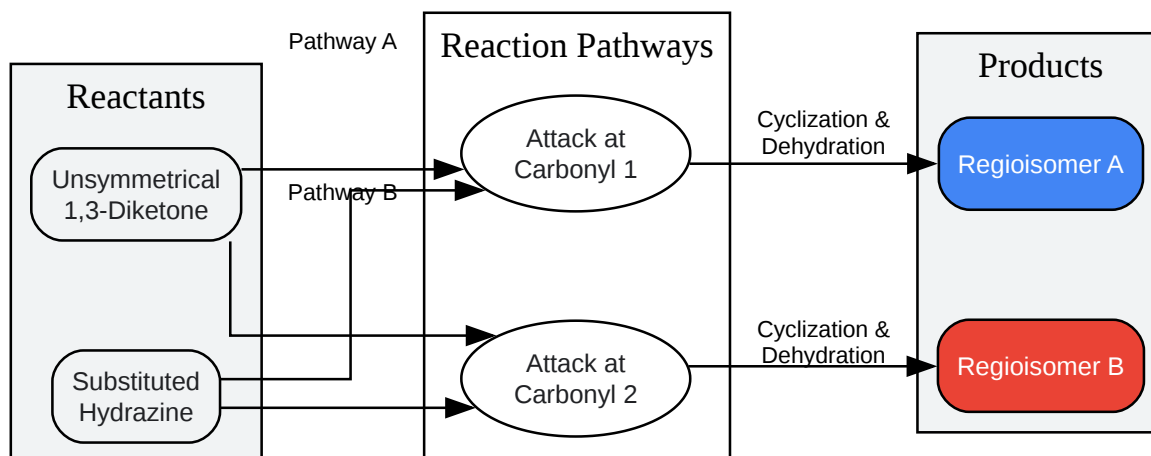 Pathway A
Reaction Pathways
Products
Reactants
Cyclization &
Dehydration
Attack at
Carbonyl 1
Regioisomer A
Unsymmetrical
1,3-Diketone
Pathway B
Cyclization &
Dehydration
Attack at
Carbonyl 2
Regioisomer B
Substituted
Hydrazine